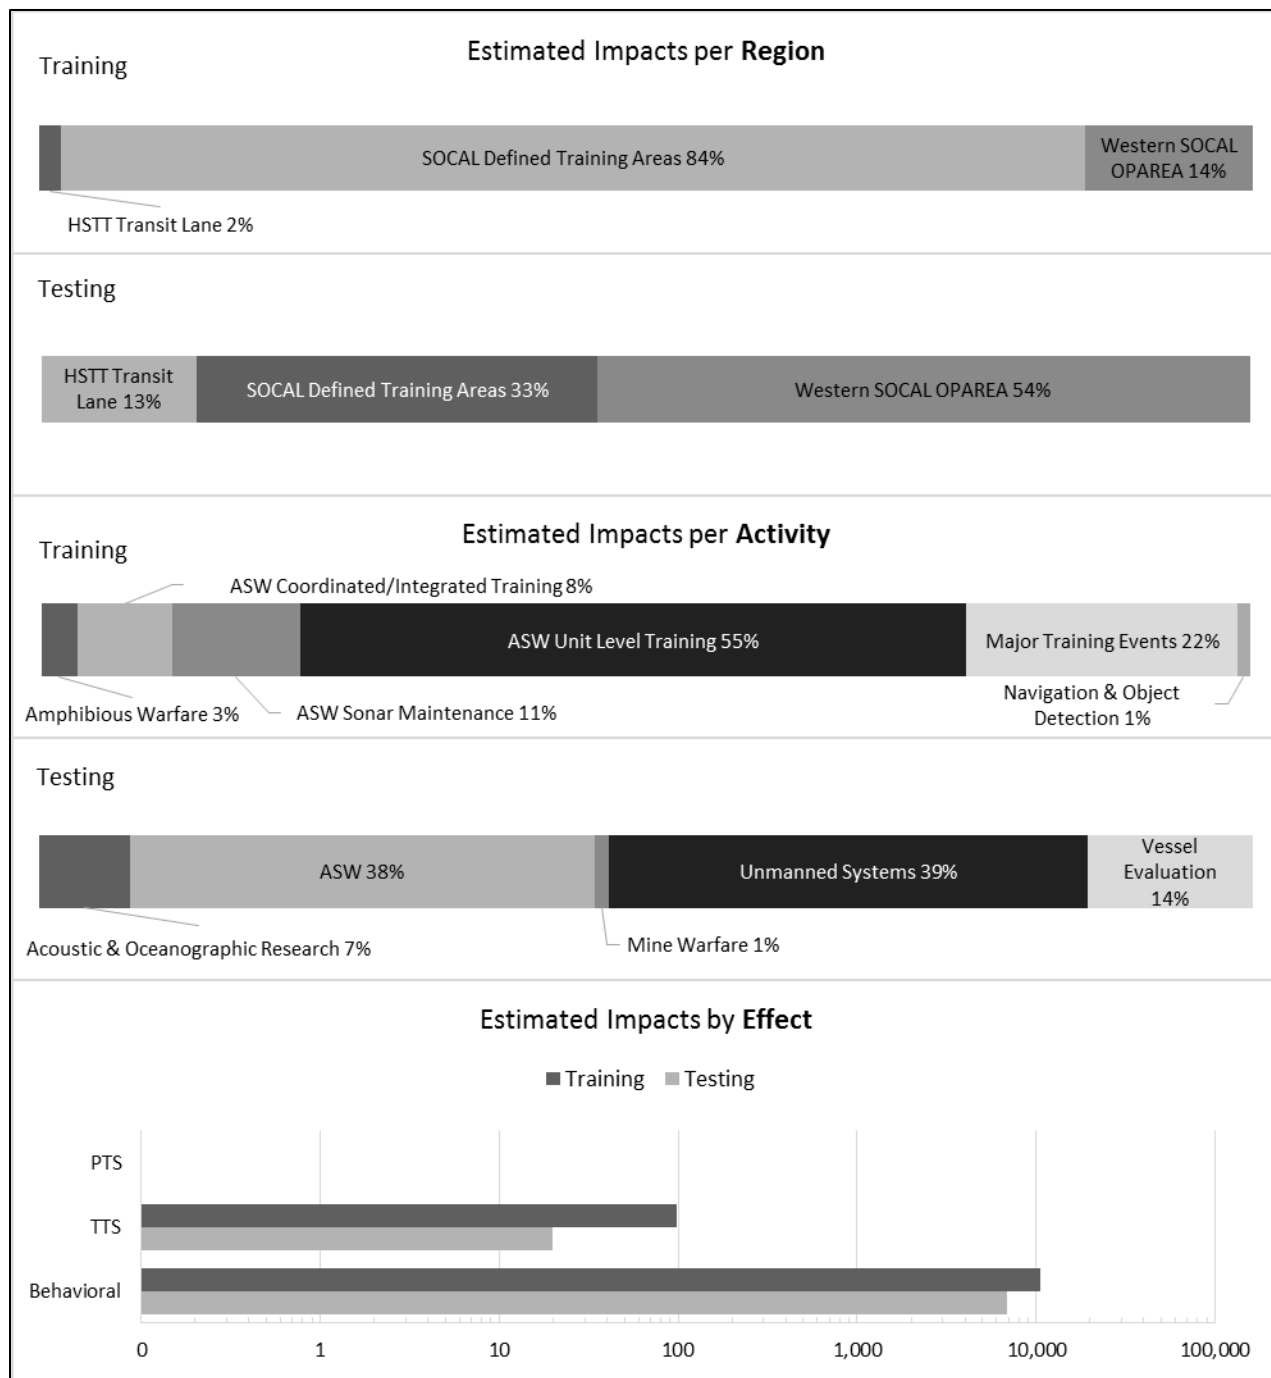 Estimated Impacts per Region
Training
SOCAL Defined Training Areas 84%
Western SOCAL
OPAREA 14%
HSTT Transit Lane 2%
Testing
HSTT Transit
Lane 13%
SOCAL Defined Training Areas 33%
Western SOCAL OPAREA 54%
Estimated Impacts per Activity
Training
ASW Coordinated/Integrated Training 8%
ASW Unit Level Training 55%
Major Training Events 22%
Amphibious Warfare 3%
ASW Sonar Maintenance 11%
Navigation & Object
Detection 1%
Testing
ASW 38%
Unmanned Systems 39%
Vessel
Evaluation
14%
Acoustic & Oceanographic Research 7%
Mine Warfare 1%
Estimated Impacts by Effect
Training
Testing
PTS
TTS
Behavioral
0 1 10 100 1,000 10,000 100,000